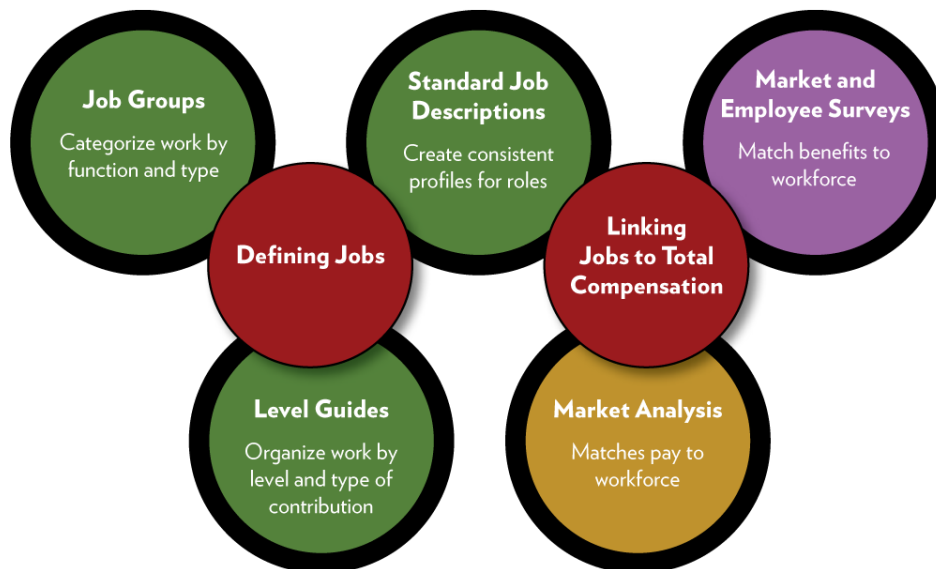 Job Groups
Categorize work by
function and type
Standard Job
Descriptions
Create consistent
profiles for roles
Market and
Employee Surveys
Match benefits to
workforce
Defining Jobs
Linking
Jobs to Total
Compensation
Level Guides
Organize work by
level and type of
contribution
Market Analysis
Matches pay to
workforce